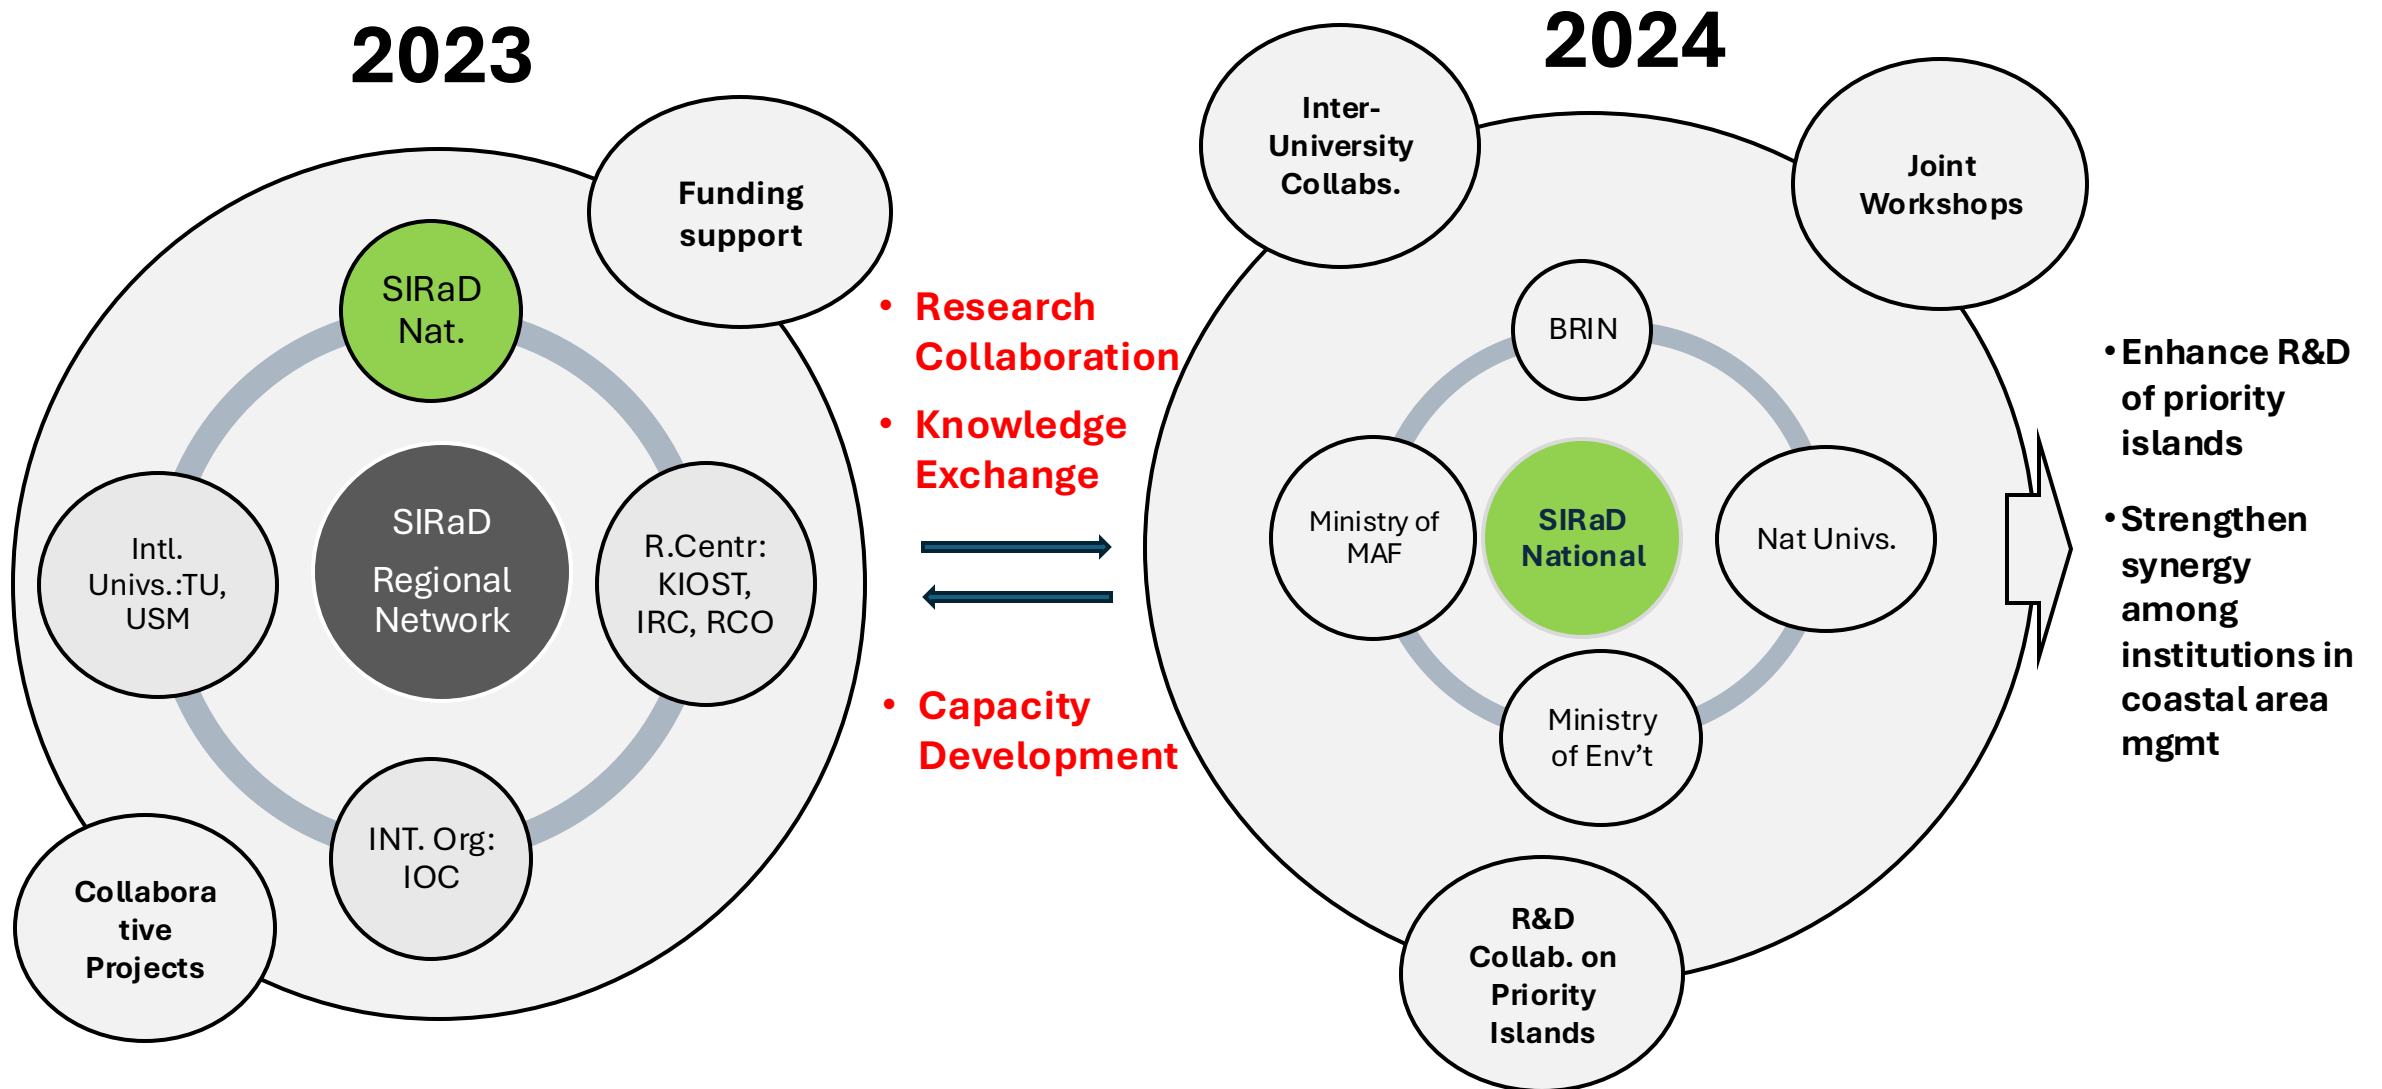 2023
Funding
support
SIRaD
Nat.
Intl.
Univs.:TU,
USM
SIRaD
Regional
Network
R.Centr:
KIOST,
IRC, RCO
INT. Org:
IOC
Collabora
tive
Projects
• Research
Collaboration
• Knowledge
Exchange
• Capacity
Development
2024
Inter-
University
Collabs.
Joint
Workshops
BRIN
Ministry of
MAF
SIRaD
National
Nat Univs.
Ministry
of Env’t
R&D
Collab. on
Priority
Islands
•Enhance R&D
of priority
islands
•Strengthen
synergy
among
institutions in
coastal area
mgmt